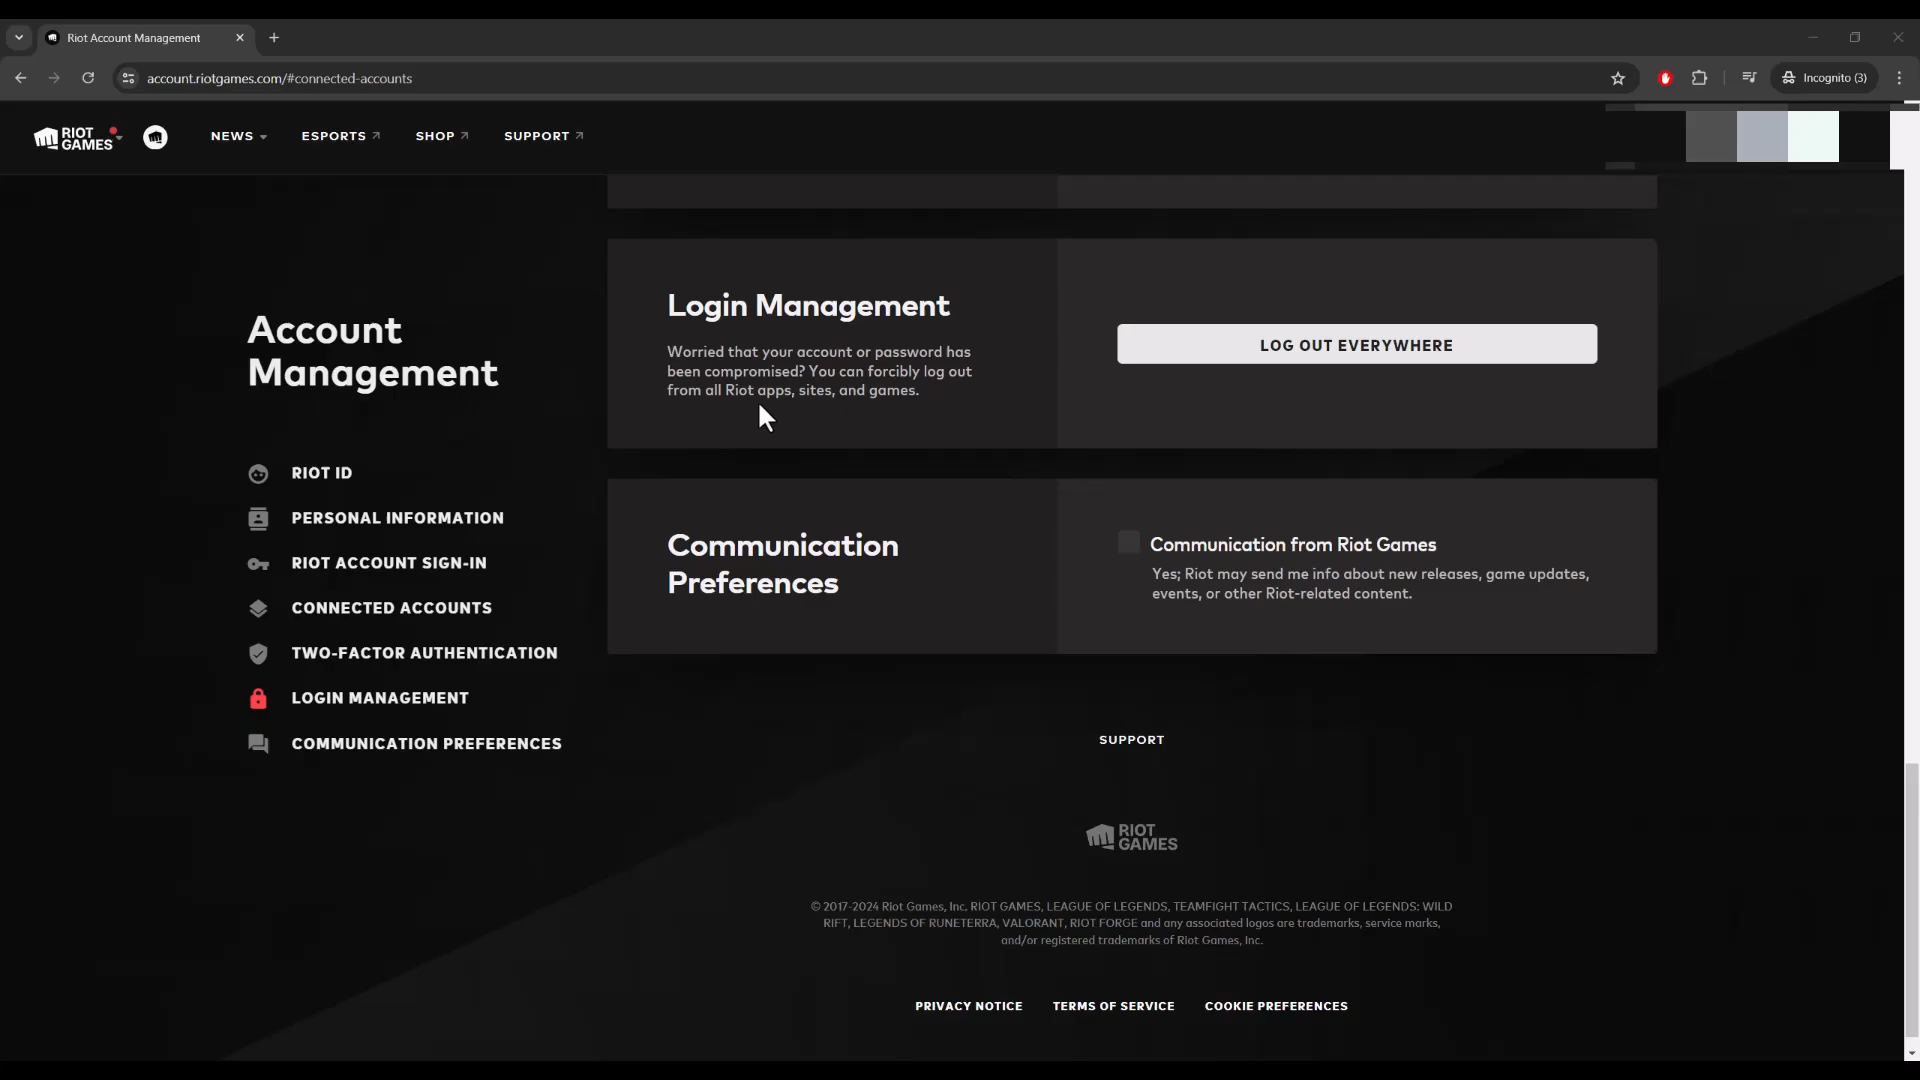 Riot Account Management
account.riotgames.com/#connected-accounts
Incognito (3)
RIOT GAMES
NEWS
ESPORTS
SHOP
SUPPORT
Account
Management
RIOT ID
PERSONAL INFORMATION
RIOT ACCOUNT SIGN-IN
CONNECTED ACCOUNTS
TWO-FACTOR AUTHENTICATION
LOGIN MANAGEMENT
COMMUNICATION PREFERENCES
Login Management
Worried that your account or password has
been compromised? You can forcibly log out
from all Riot apps, sites, and games.
LOG OUT EVERYWHERE
Communication
Preferences
Communication from Riot Games
Yes; Riot may send me info about new releases, game updates,
events, or other Riot-related content.
SUPPORT
RIOT
GAMES
© 2017-2024 Riot Games, Inc. RIOT GAMES, LEAGUE OF LEGENDS, TEAMFIGHT TACTICS, LEAGUE OF LEGENDS: WILD
RIFT, LEGENDS OF RUNETERRA, VALORANT, RIOT FORGE and any associated logos are trademarks, service marks,
and/or registered trademarks of Riot Games, Inc.
PRIVACY NOTICE
TERMS OF SERVICE
COOKIE PREFERENCES